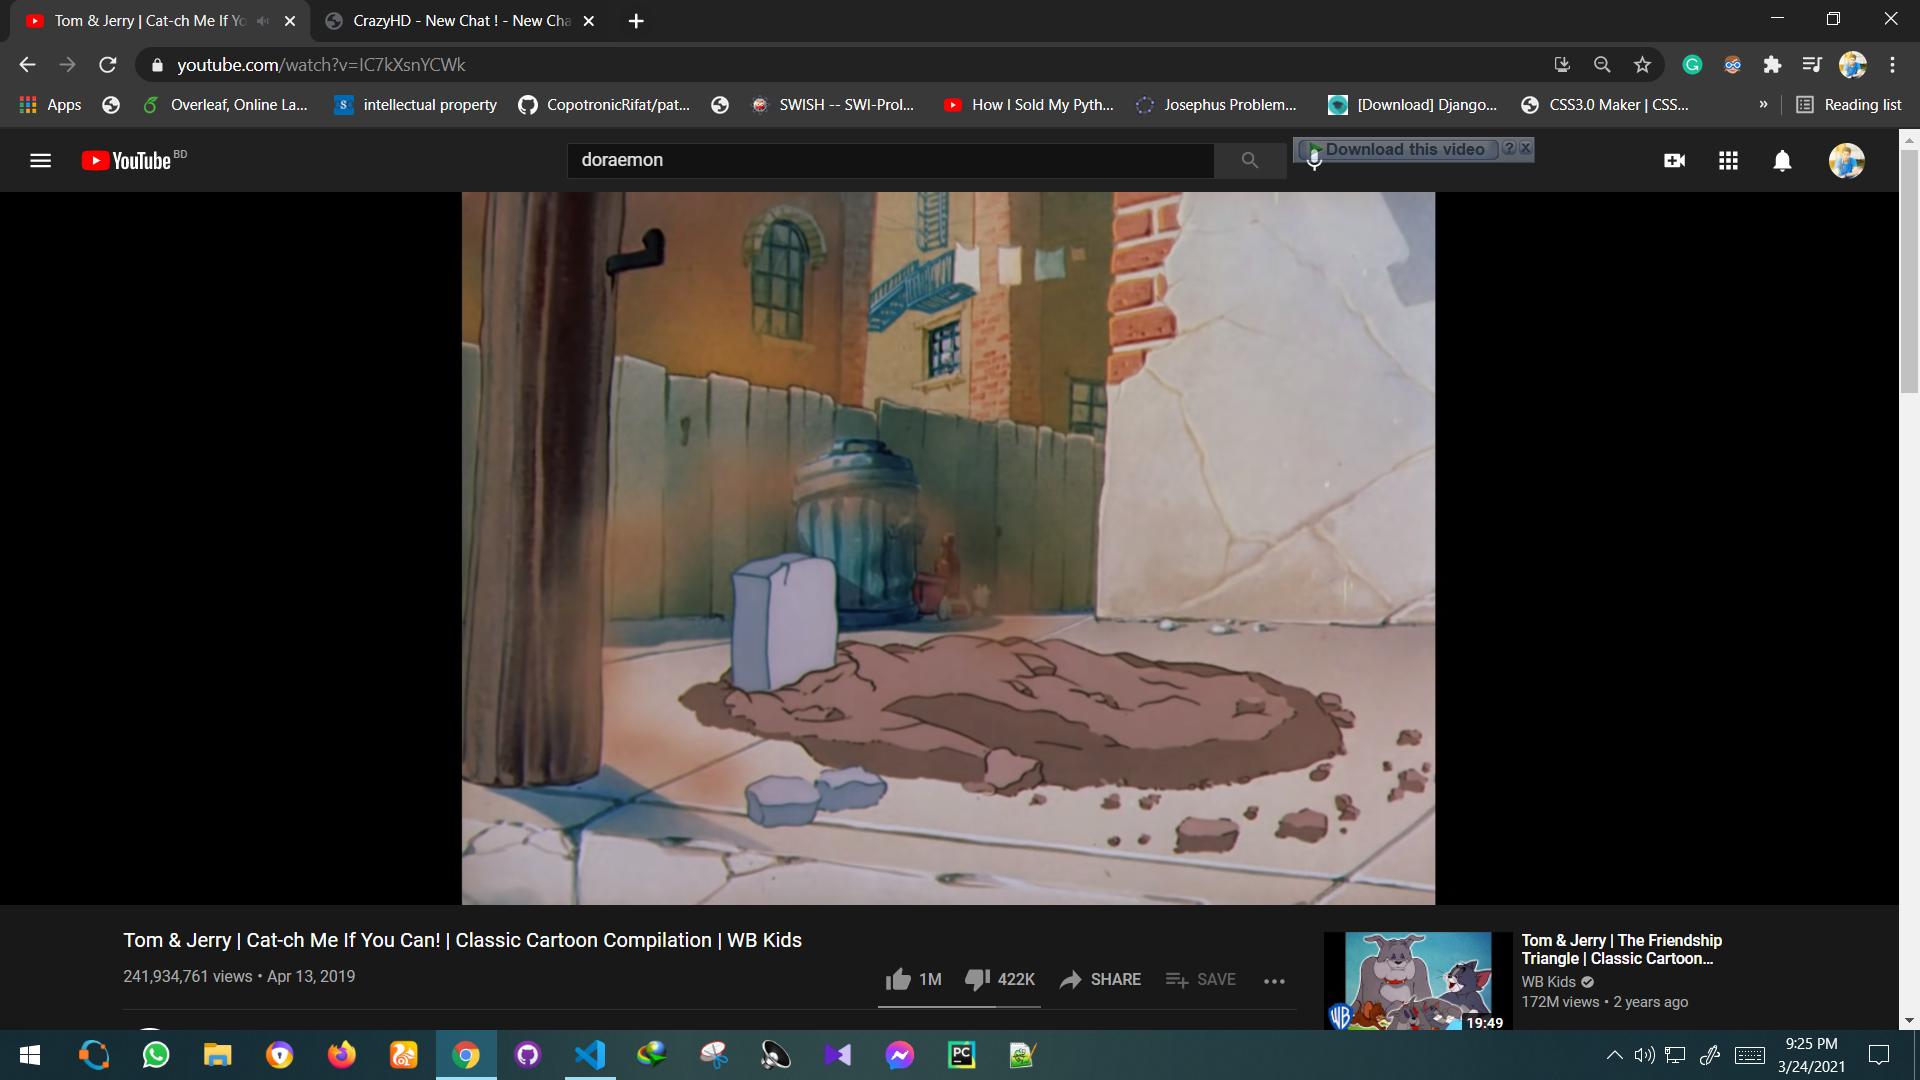 Tom & Jerry | Cat-ch Me If Yo
CrazyHD - New Chat ! - New Cha
youtube.com/watch?v=IC7kXsnYCWk
Apps
Overleaf, Online La...
S
intellectual property
CopotronicRifat/pat...
SWISH -- SWI-Prol...
How I Sold My Pyth...
Josephus Problem...
[Download] Django...
CSS3.0 Maker | CSS...
»
Reading list
YouTube BD
doraemon
Download this video ?
Tom & Jerry | Cat-ch Me If You Can! | Classic Cartoon Compilation | WB Kids
241,934,761 views • Apr 13, 2019
1M
422K
SHARE
SAVE
Tom & Jerry | The Friendship
Triangle | Classic Cartoon...
WB Kids
172M views • 2 years ago
WB
19:49
PC
9:25 PM
3/24/2021